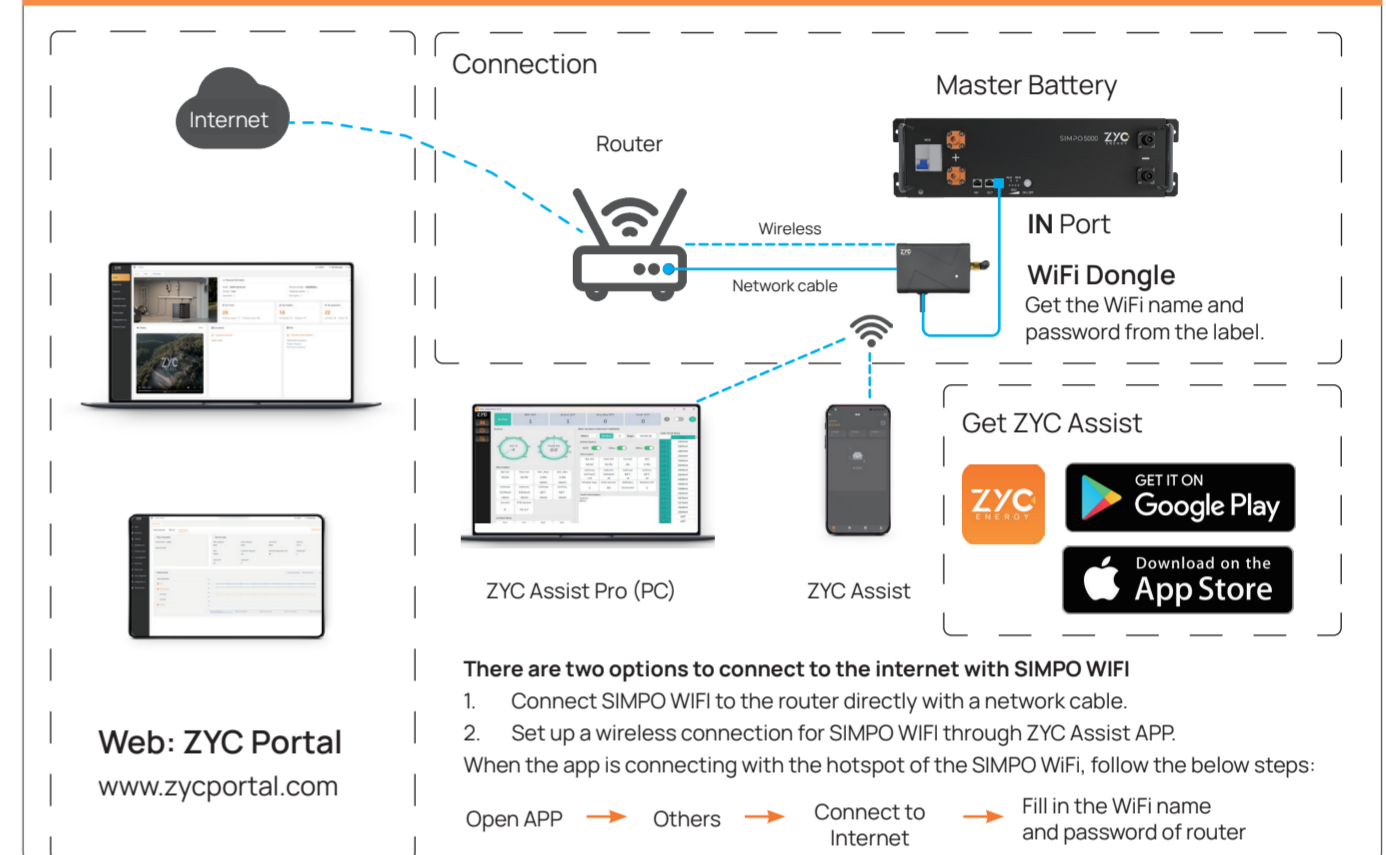 Internet
Web: ZYC Portal
www.zycportal.com
Connection
Master Battery
Router
SIMPO5000 ZYC
ENERGY
IN Port
Wireless
Network cable
ZYC
WiFi Dongle
Get the WiFi name and
password from the label.
ZYC Assist Pro (PC)
ZYC Assist
Get ZYC Assist
ZYC
ENERGY
GET IT ON
Google Play
Download on the
App Store
There are two options to connect to the internet with SIMPO WIFI
1. Connect SIMPO WIFI to the router directly with a network cable.
2. Set up a wireless connection for SIMPO WIFI through ZYC Assist APP.
When the app is connecting with the hotspot of the SIMPO WiFi, follow the below steps:
Open APP
Others
Connect to
Internet
Fill in the WiFi name
and password of router